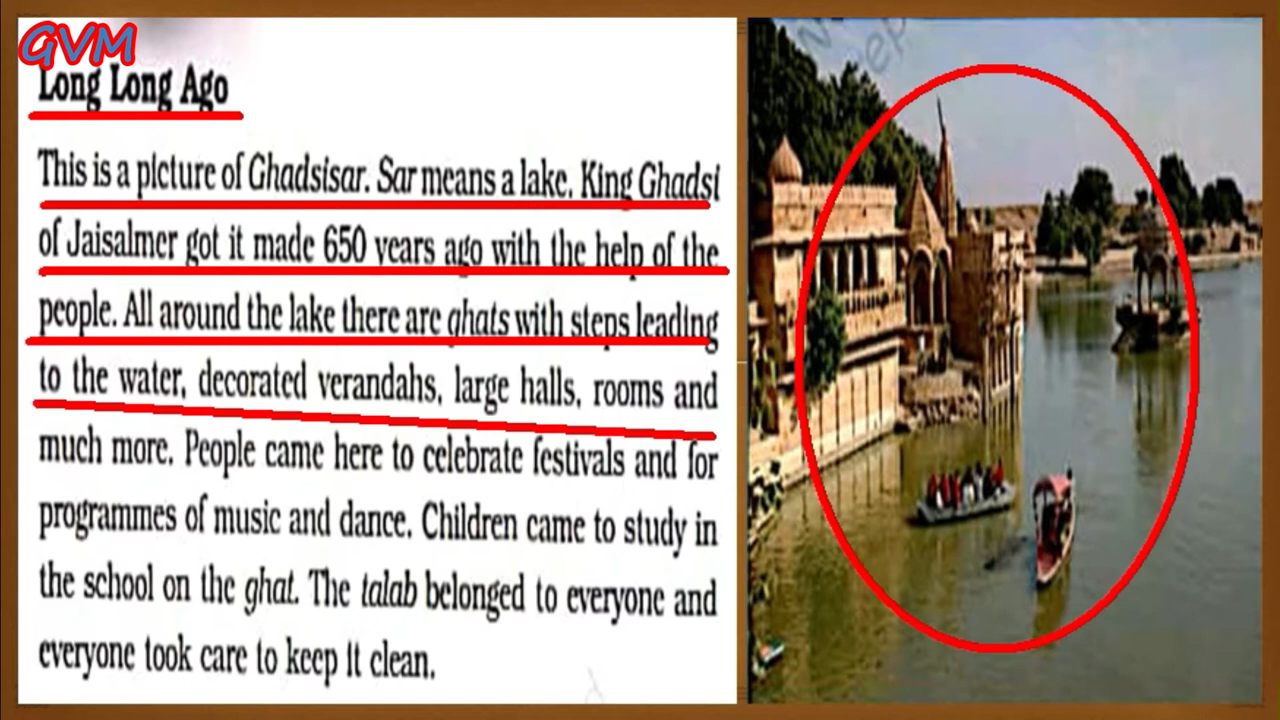 GVM
Long Long Ago
This is a picture of Ghadsisar. Sar means a lake. King Ghadsi
of Jaisalmer got it made 650 years ago with the help of the
people. All around the lake there are ghats with steps leading
to the water, decorated verandahs, large halls, rooms and
much more. People came here to celebrate festivals and for
programmes of music and dance. Children came to study in
the school on the ghat. The talab belonged to everyone and
everyone took care to keep it clean.